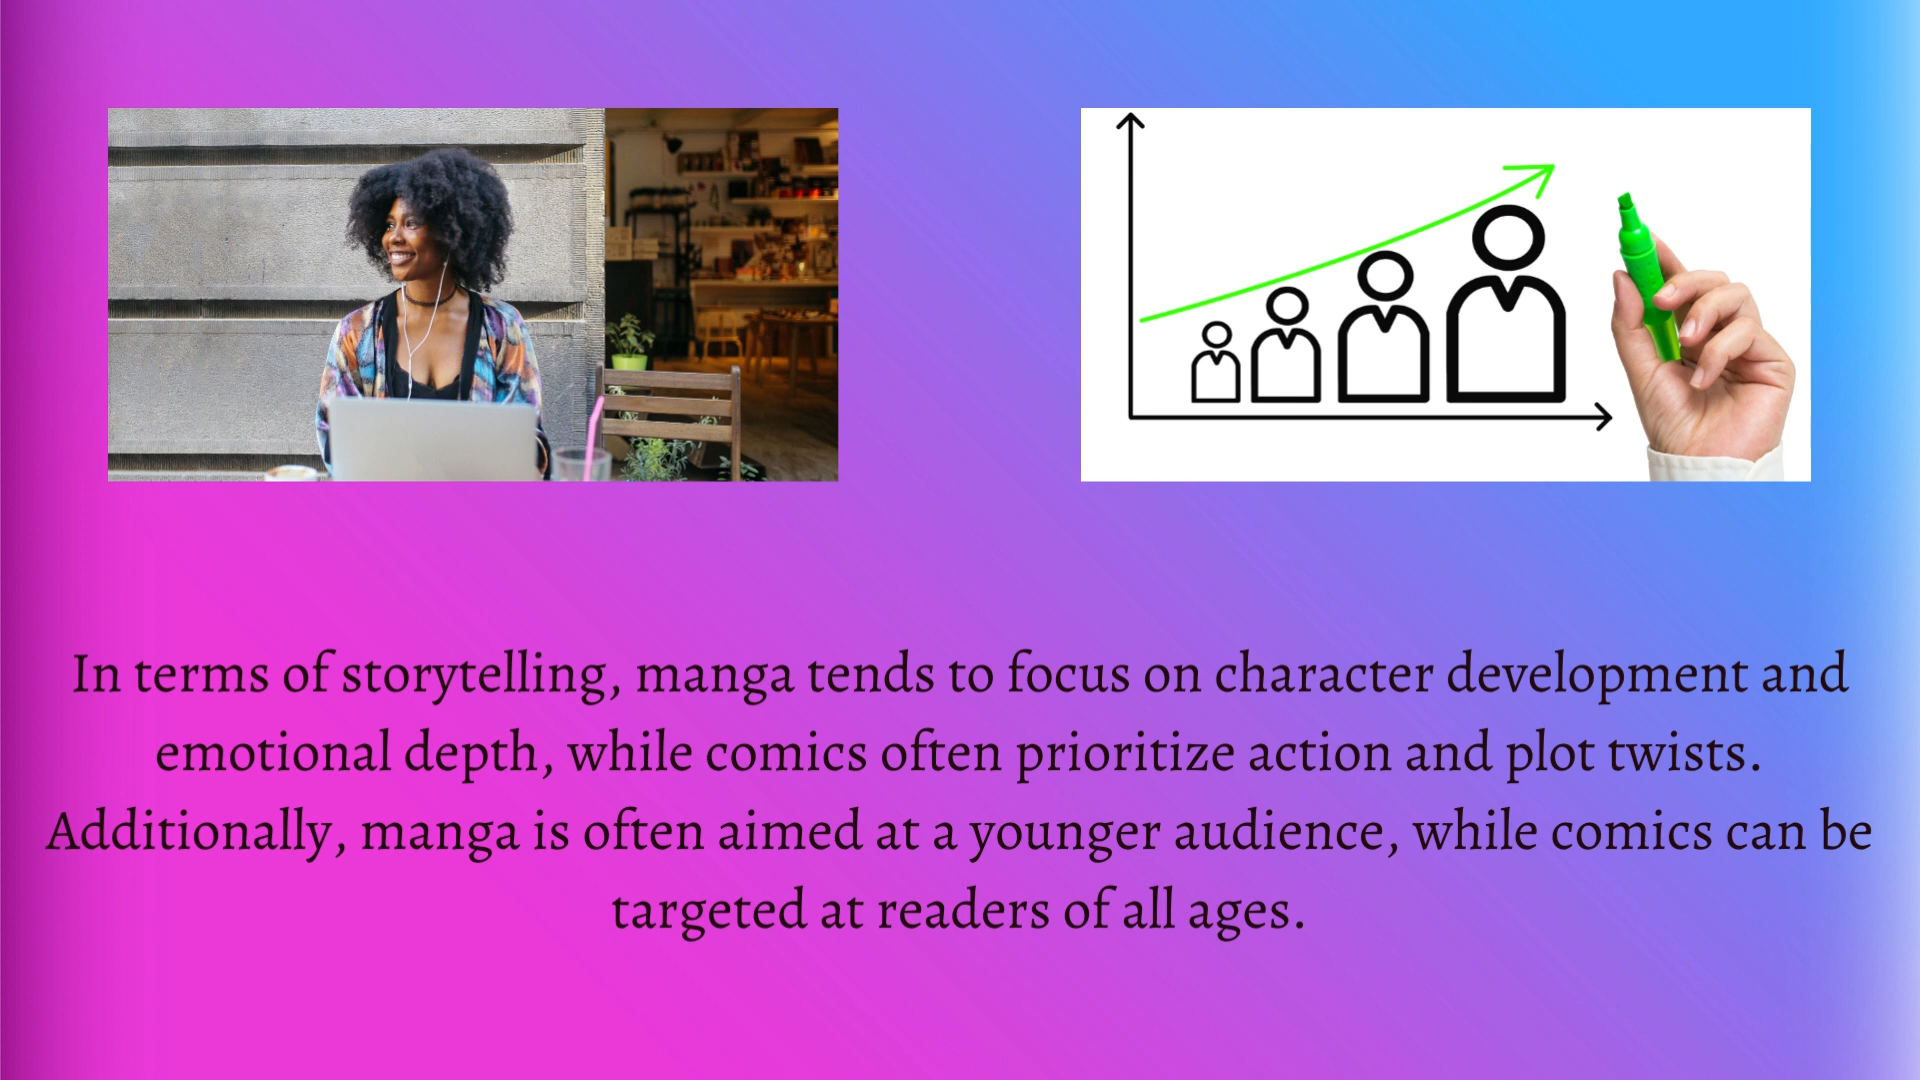 In terms of storytelling, manga tends to focus on character development and
emotional depth, while comics often prioritize action and plot twists.
Additionally, manga is often aimed at a younger audience, while comics can be
targeted at readers of all ages.